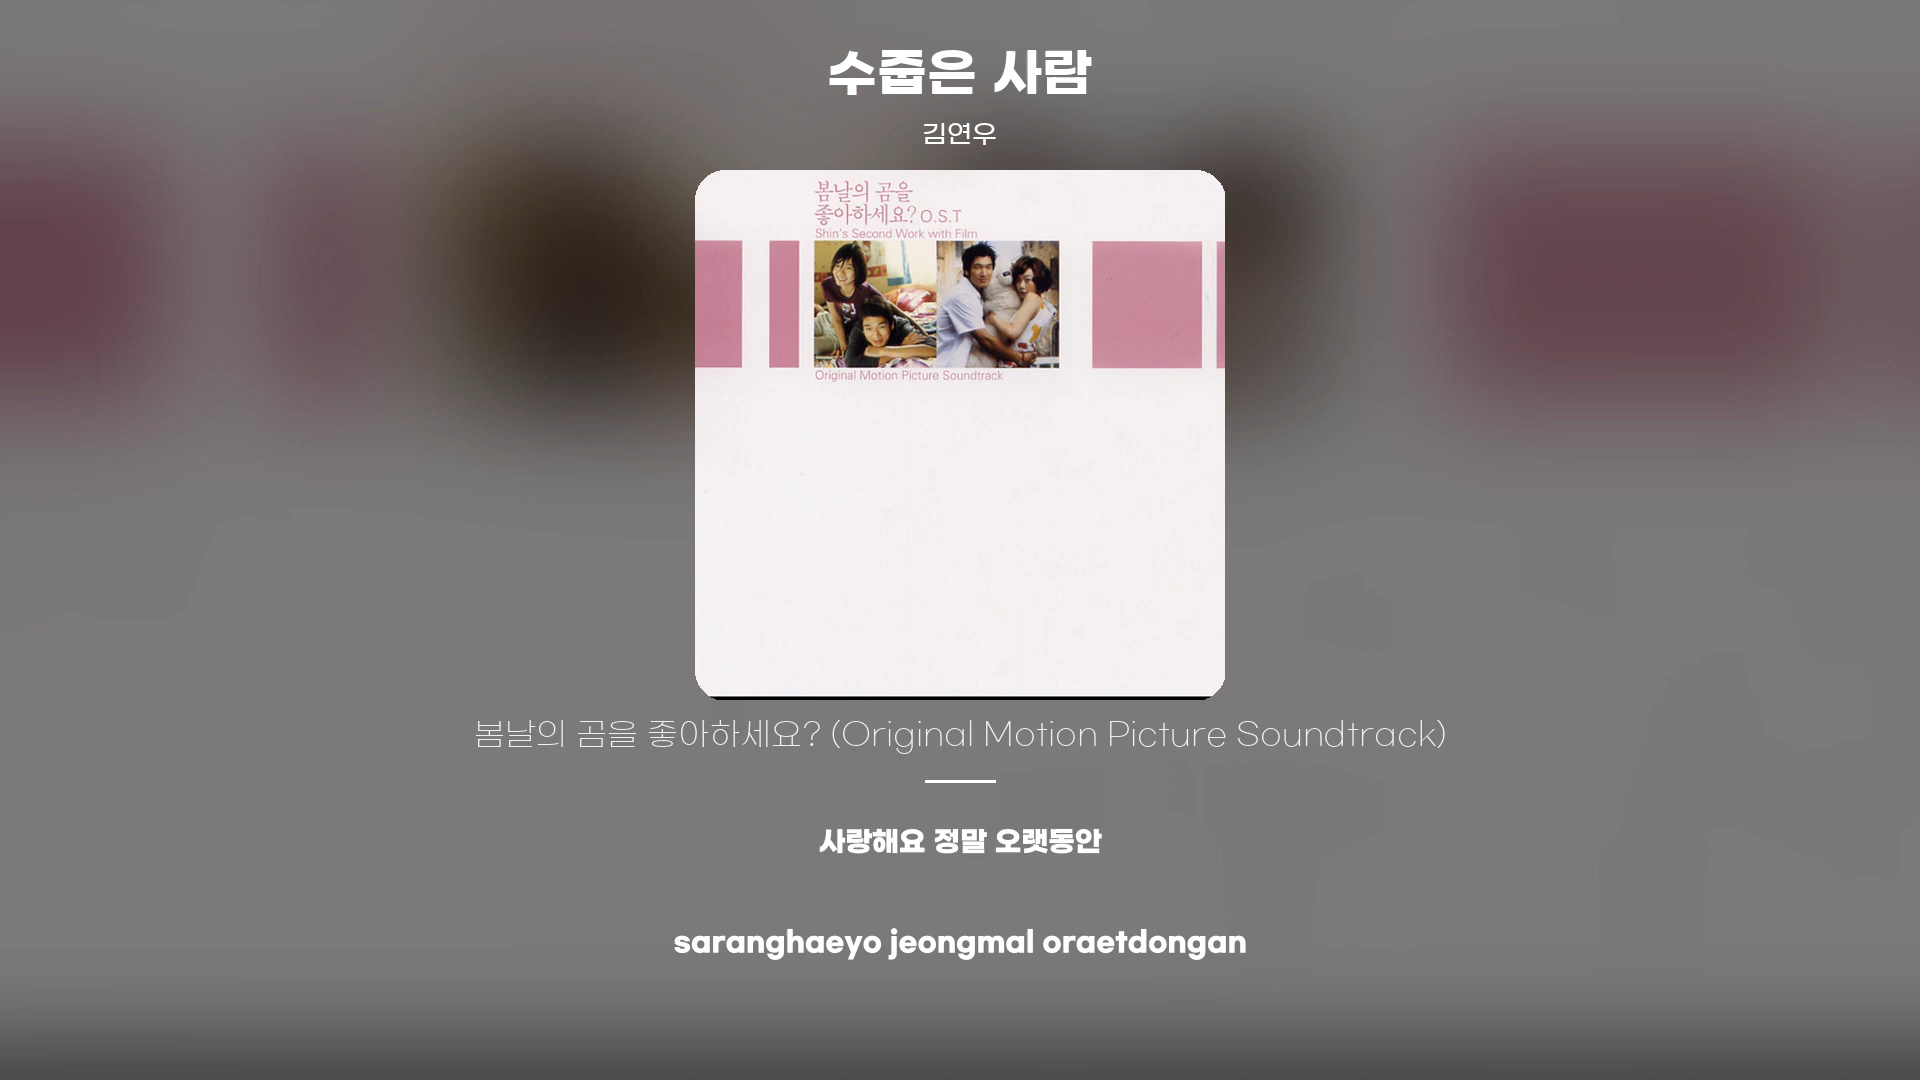 수줍은 사람
김연우
봄날의 곰을
좋아하세요? O.S.T
Shin's Second Work with Film
Original Motion Picture Soundtrack
봄날의 곰을 좋아하세요? (Original Motion Picture Soundtrack)
사랑해요 정말 오랫동안
saranghaeyo jeongmal oraetdongan